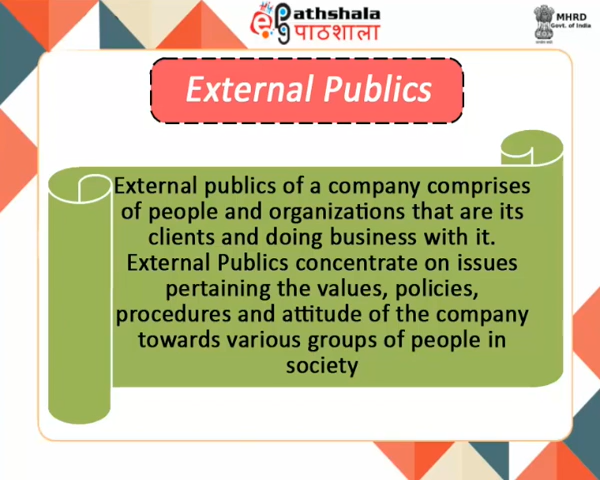 ePathshala
पाठशाला
MHRD
Govt. of India
External Publics
External publics of a company comprises
of people and organizations that are its
clients and doing business with it.
External Publics concentrate on issues
pertaining the values, policies,
procedures and attitude of the company
towards various groups of people in
society